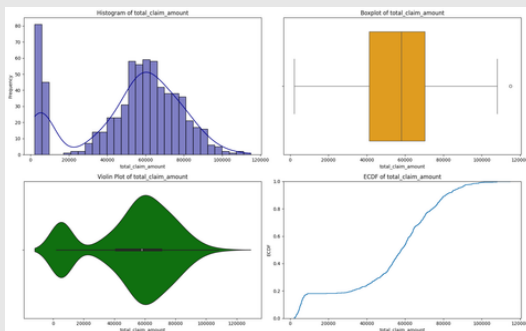 Histogram of total_claim_amount
Frequency
80
70
60
50
40
30
20
10
0
0 20000 40000 60000 80000 100000 120000
total_claim_amount
Boxplot of total_claim_amount
0 20000 40000 60000 80000 100000 120000
total_claim_amount
Violin Plot of total_claim_amount
0 20000 40000 60000 80000 100000 120000
total_claim_amount
ECDF of total_claim_amount
ECDF
1.0
0.8
0.6
0.4
0.2
0.0
0 20000 40000 60000 80000 100000 120000
total_claim_amount